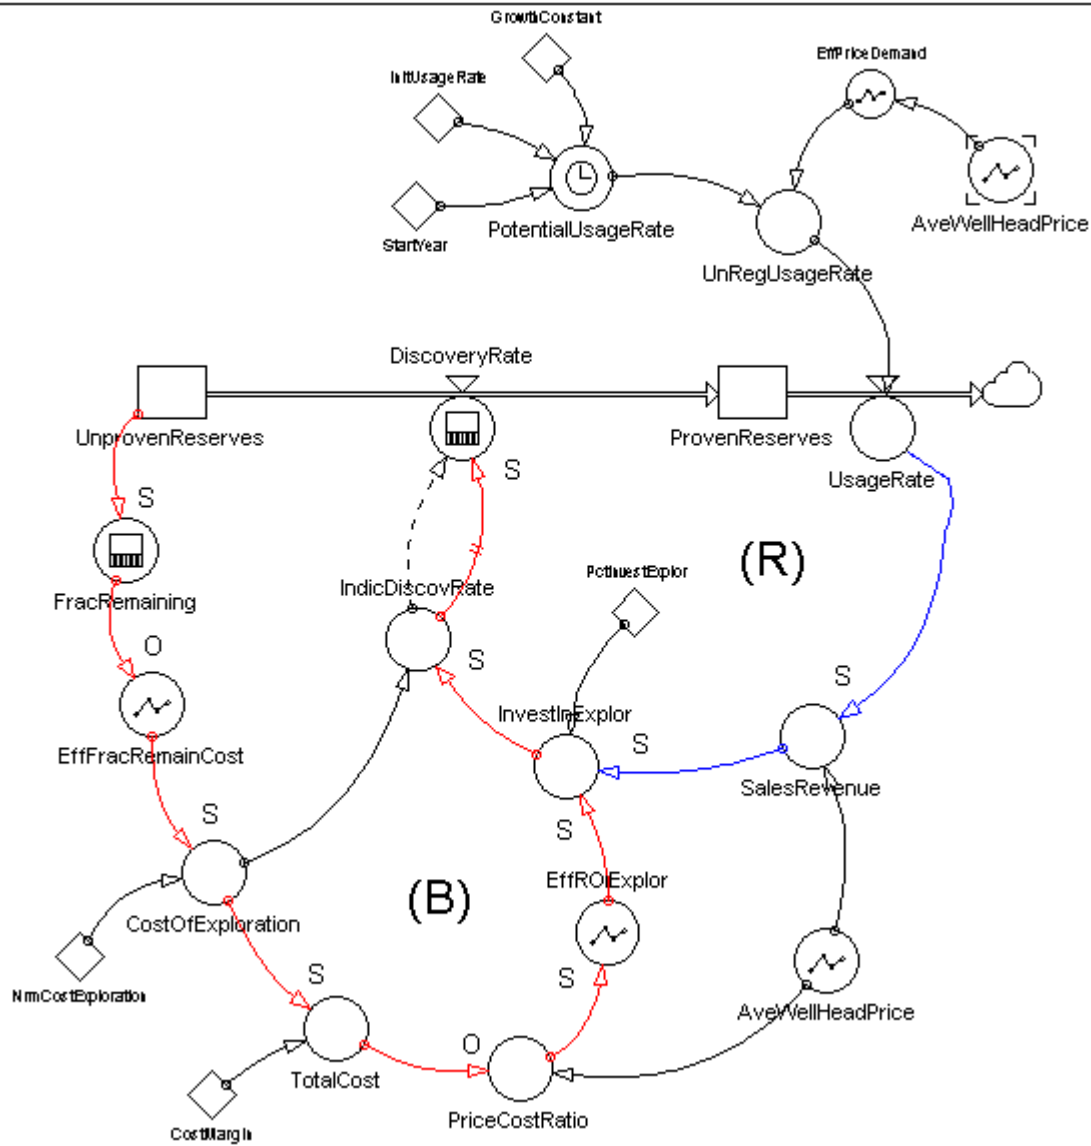 GrowthConstant
EffPriceDemand
InitUsageRate
PotentialUsageRate
AveWellHeadPrice
StartYear
UnRegUsageRate
DiscoveryRate
UnprovenReserves
ProvenReserves
UsageRate
S
S
(R)
PctInvestExplor
IndicDiscovRate
FracRemaining
O
S
S
InvestInExplor
S
EffFracRemainCost
SalesRevenue
S
S
EffROIExplor
(B)
CostOfExploration
S
S
NrmCostExploration
AveWellHeadPrice
O
TotalCost
PriceCostRatio
CostMargin